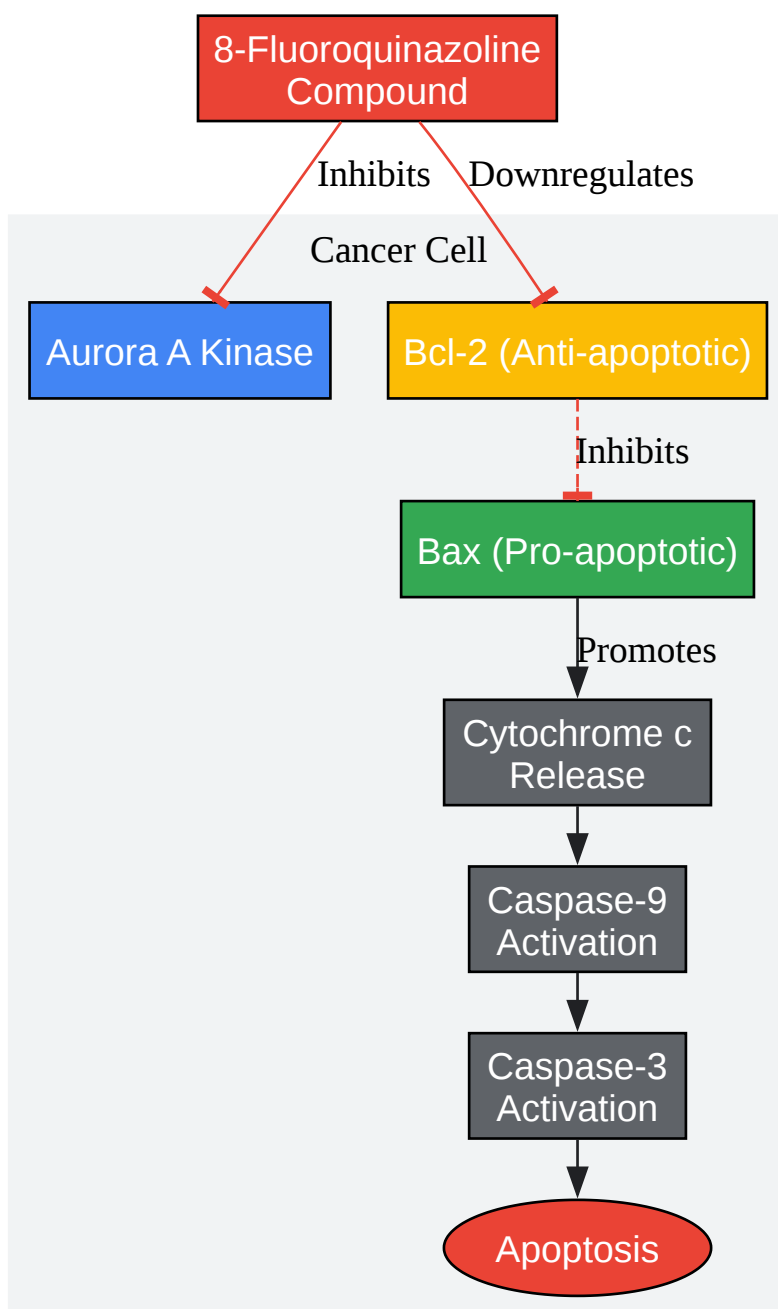 8-Fluoroquinazoline
Compound
Inhibits
Downregulates
Cancer Cell
Aurora A Kinase
Bcl-2 (Anti-apoptotic)
Inhibits
Bax (Pro-apoptotic)
Promotes
Cytochrome c
Release
Caspase-9
Activation
Caspase-3
Activation
Apoptosis